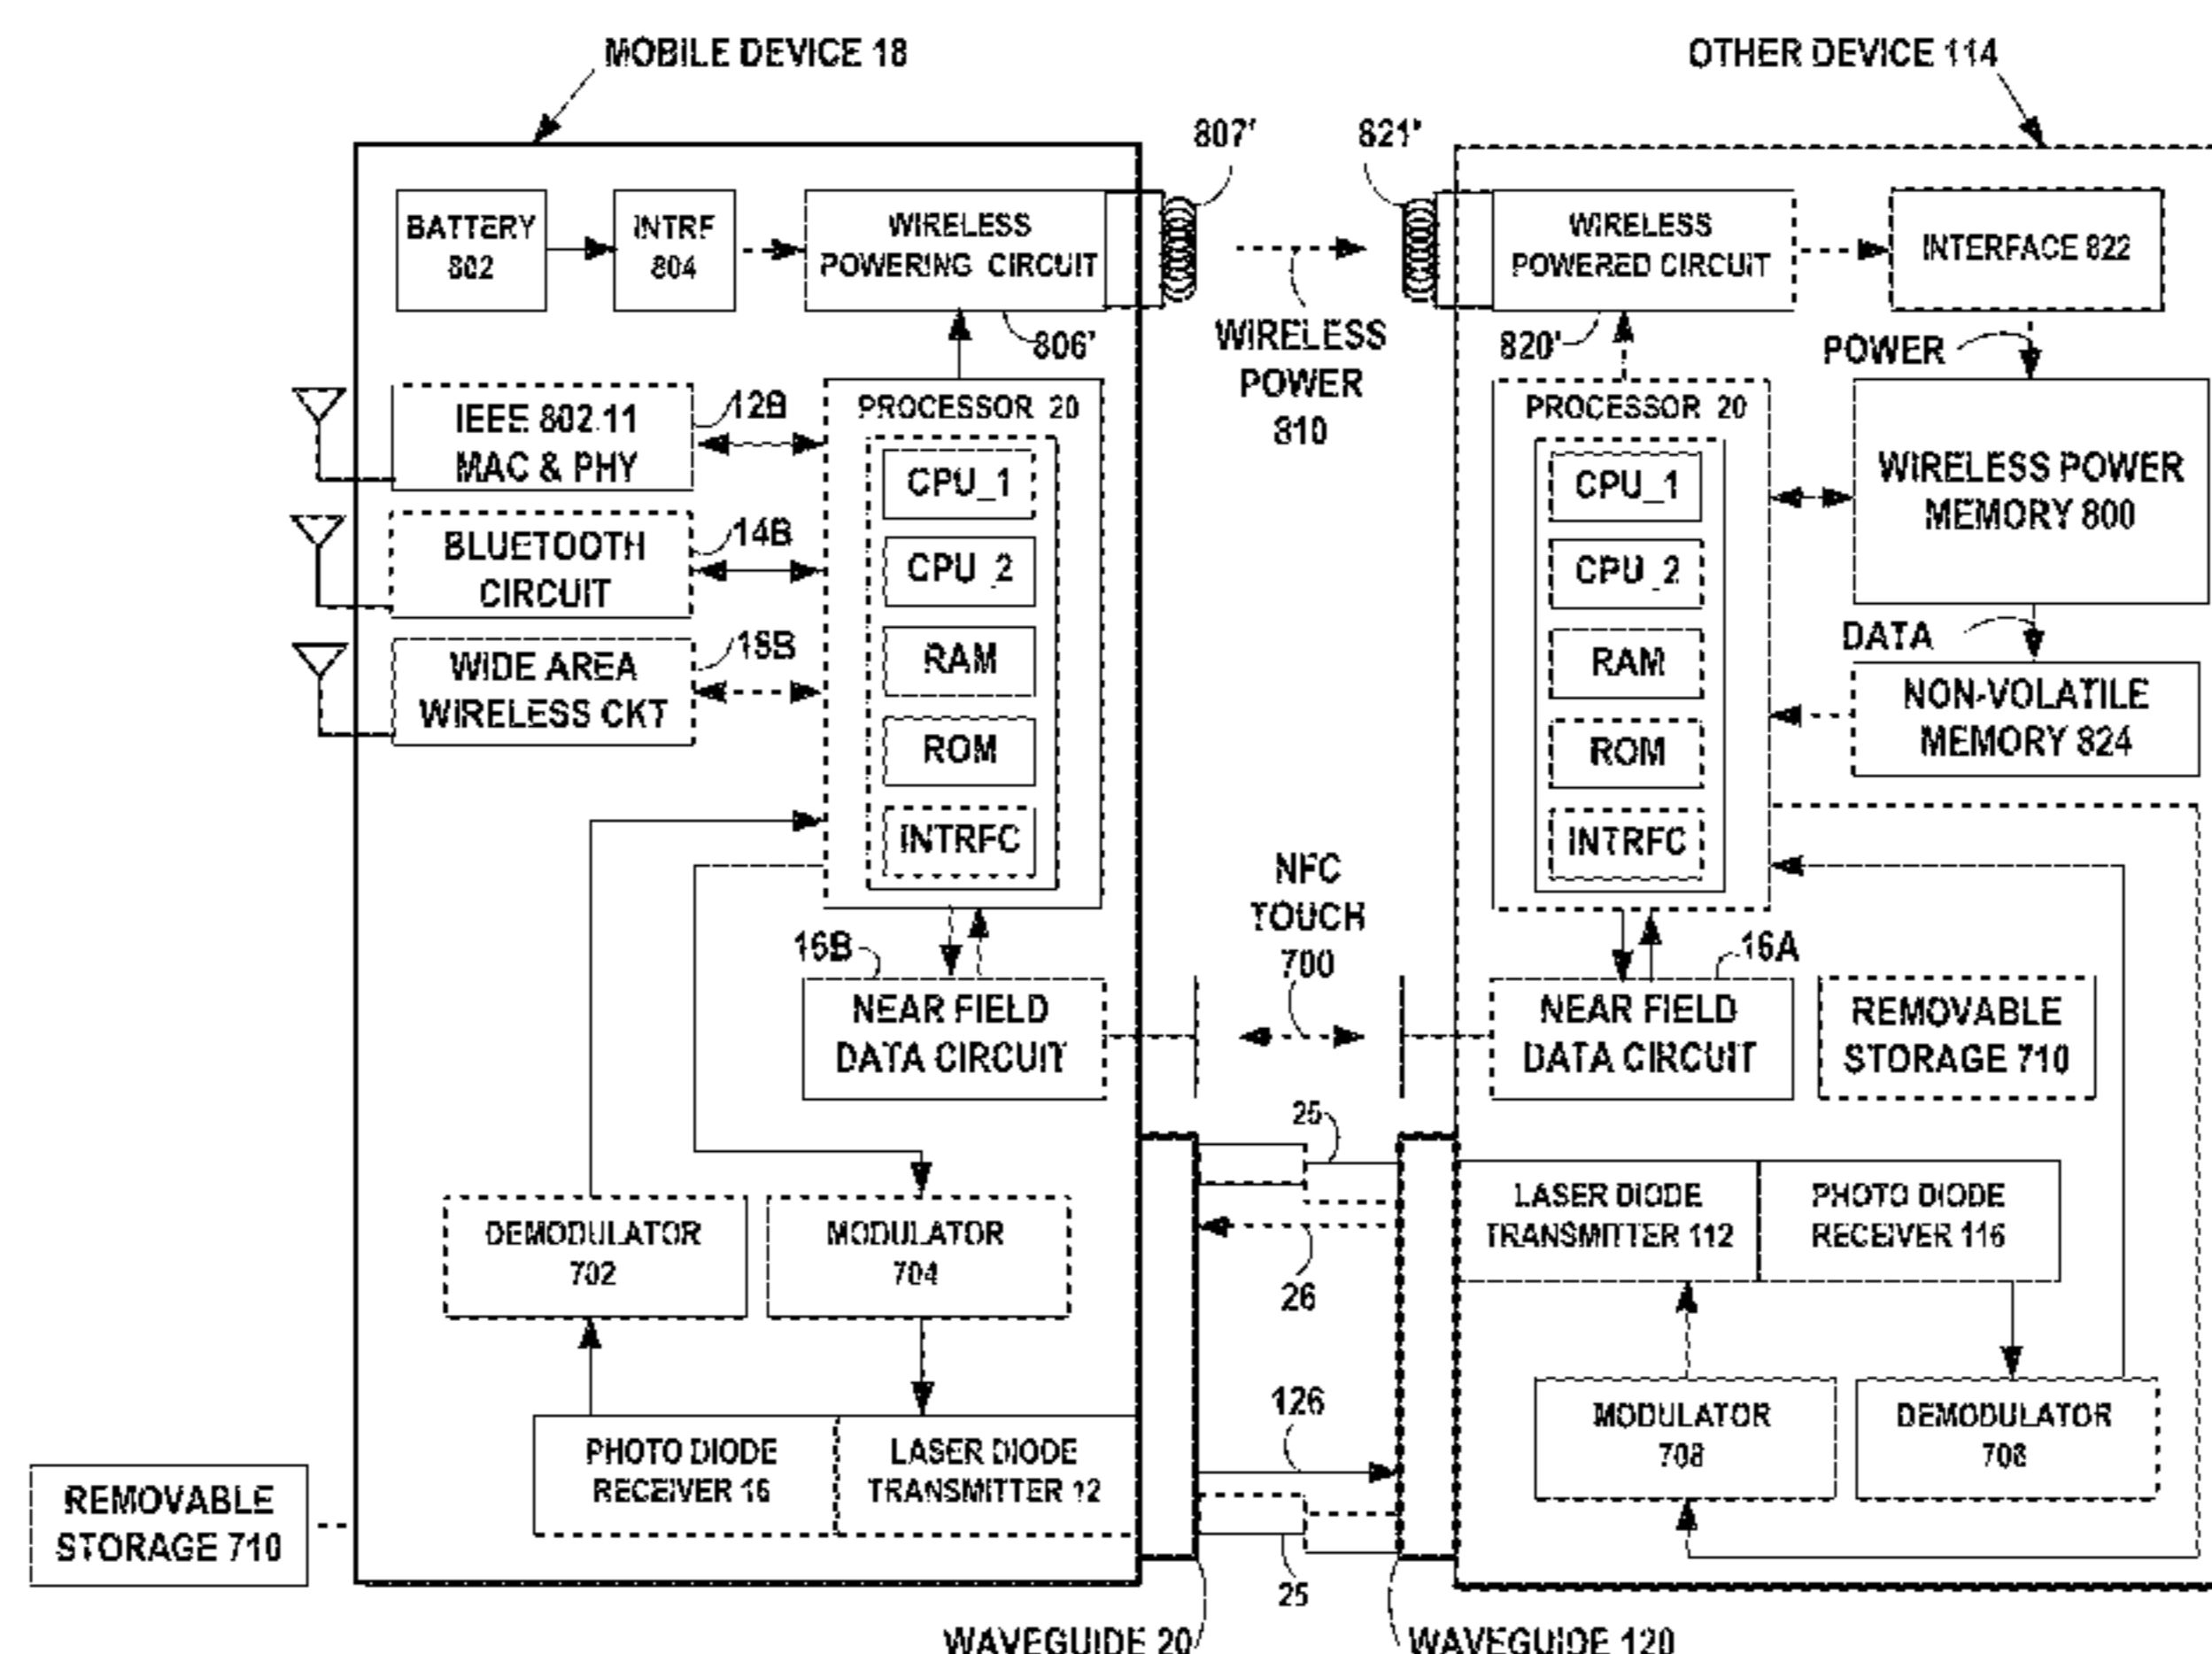 MOBILE DEVICE 18
OTHER DEVICE 114
807'
821'
BATTERY
802
INTRF
804
WIRELESS
POWERING CIRCUIT
806'
WIRELESS
POWER
810
WIRELESS
POWERED CIRCUIT
820'
INTERFACE 822
POWER
IEEE 802.11
MAC & PHY
12B
BLUETOOTH
CIRCUIT
14B
WIDE AREA
WIRELESS CKT
18B
PROCESSOR 20
CPU_1
CPU_2
RAM
ROM
INTRFC
PROCESSOR 20
CPU_1
CPU_2
RAM
ROM
INTRFC
WIRELESS POWER
MEMORY 800
DATA
NON-VOLATILE
MEMORY 824
NFC
TOUCH
700
16B
NEAR FIELD
DATA CIRCUIT
16A
NEAR FIELD
DATA CIRCUIT
REMOVABLE
STORAGE 710
25
26
DEMODULATOR
702
MODULATOR
704
LASER DIODE
TRANSMITTER 112
PHOTO DIODE
RECEIVER 116
126
25
MODULATOR
708
DEMODULATOR
708
PHOTO DIODE
RECEIVER 16
LASER DIODE
TRANSMITTER 12
REMOVABLE
STORAGE 710
WAVEGUIDE 20
WAVEGUIDE 120